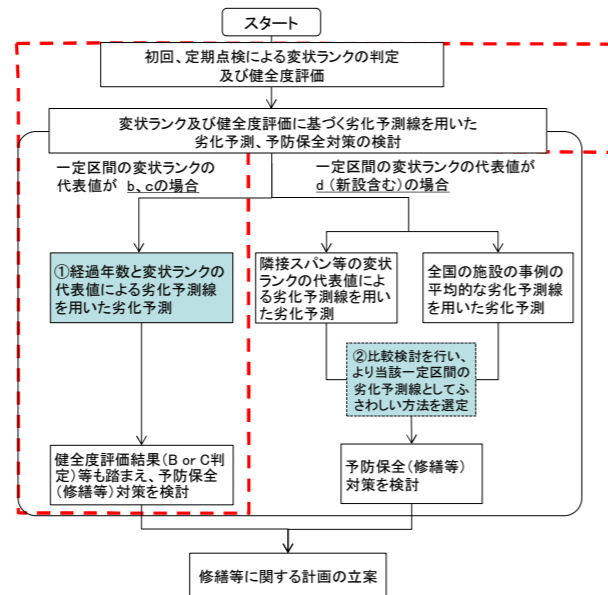 スタート
初回、定期点検による変状ランクの判定
及び健全度評価
変状ランク及び健全度評価に基づく劣化予測線を用いた
劣化予測、予防保全対策の検討
一定区間の変状ランクの
代表値が b、cの場合
一定区間の変状ランクの代表値が
d（新設含む）の場合
①経過年数と変状ランクの
代表値による劣化予測線
を用いた劣化予測
隣接スパン等の変状
ランクの代表値によ
る劣化予測線を用い
た劣化予測
全国の施設の事例の
平均的な劣化予測線
を用いた劣化予測
②比較検討を行い、
より当該一定区間の
劣化予測線としてふ
さわしい方法を選定
健全度評価結果（B or C判
定）等も踏まえ、予防保全
（修繕等）対策を検討
予防保全（修繕等）
対策を検討
修繕等に関する計画の立案